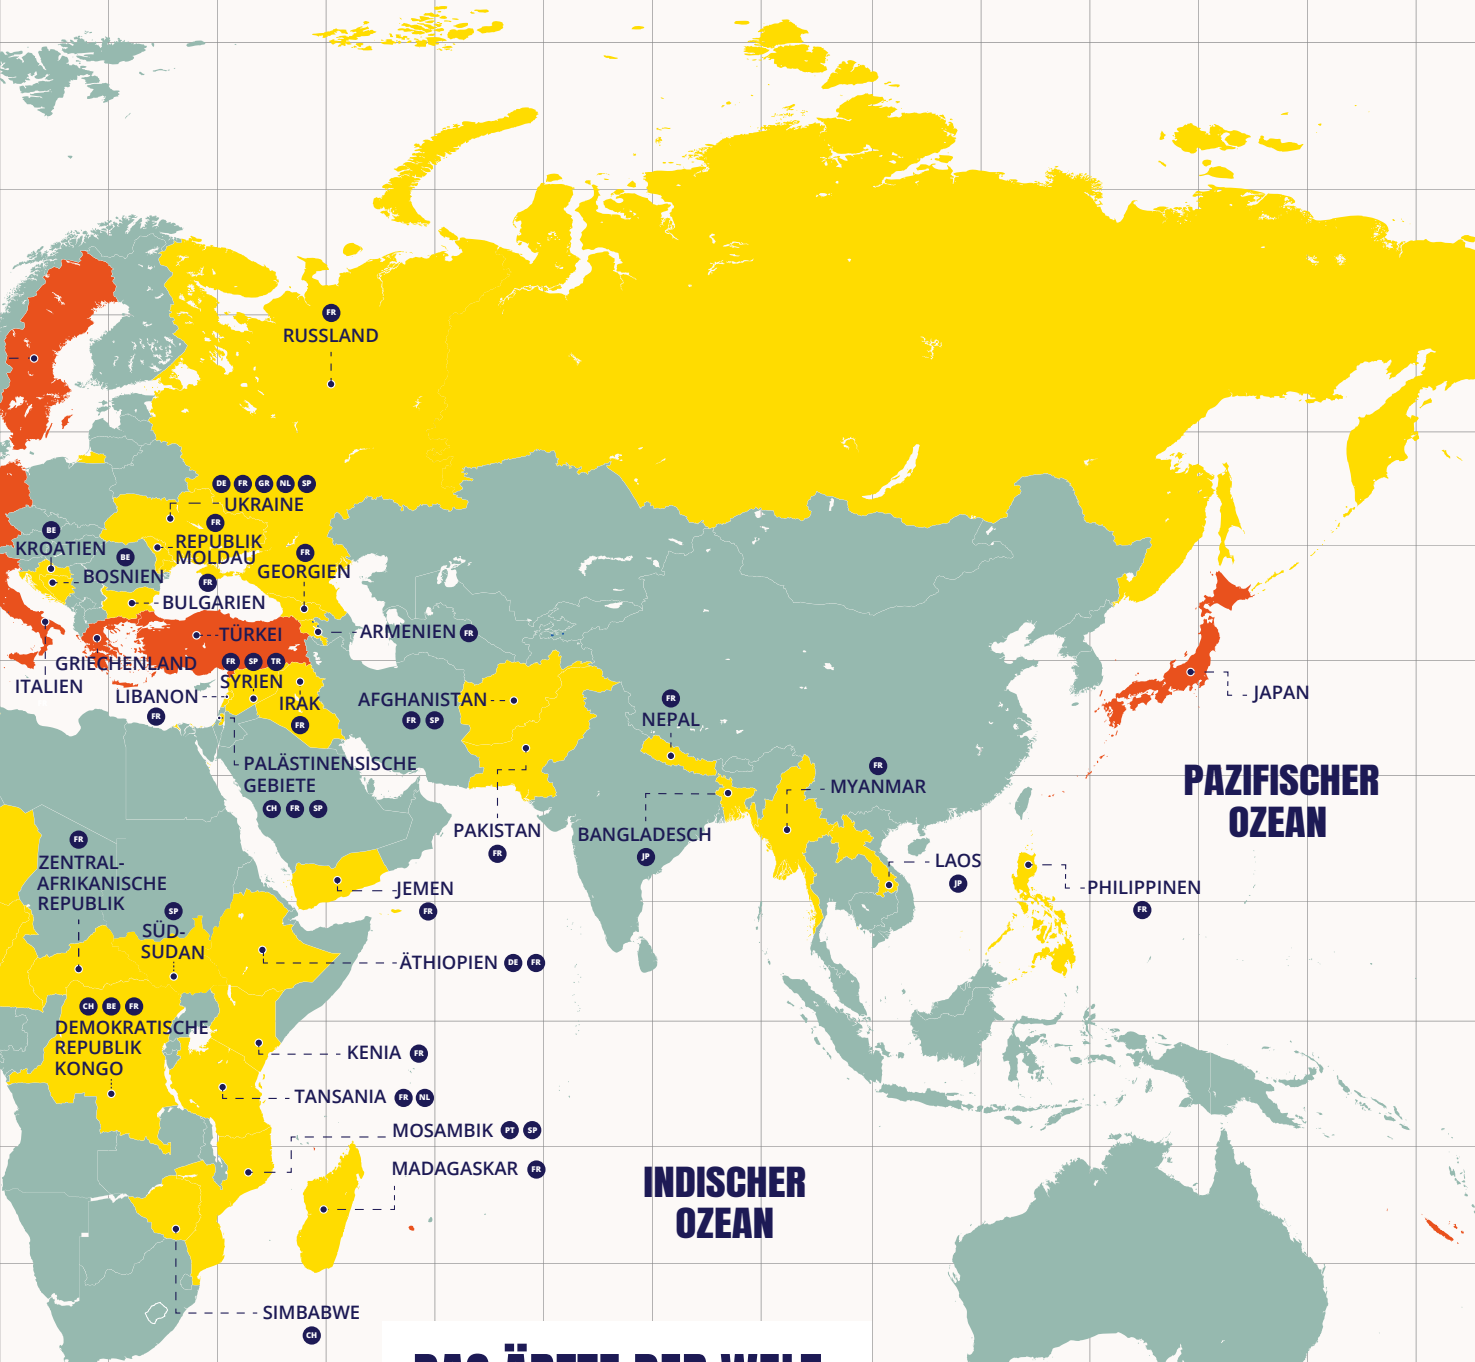 FR
RUSSLAND
DE FR GR NL SP
UKRAINE
FR
REPUBLIK
MOLDAU
BE
KROATIEN
BE
BOSNIEN
FR
GEORGIEN
FR
BULGARIEN
ARMENIEN FR
TÜRKEI
GRIECHENLAND
FR SP TR
SYRIEN
ITALIEN
LIBANON
FR
IRAK
FR
AFGHANISTAN
FR SP
FR
NEPAL
JAPAN
PALÄSTINENSISCHE
GEBIETE
CH FR SP
FR
MYANMAR
PAZIFISCHER
OZEAN
PAKISTAN
FR
BANGLADESCH
JP
FR
ZENTRAL-
AFRIKANISCHE
REPUBLIK
LAOS
JP
JEMEN
FR
PHILIPPINEN
FR
SP
SÜD-
SUDAN
ÄTHIOPIEN DE FR
CH BE FR
DEMOKRATISCHE
REPUBLIK
KONGO
KENIA FR
TANSANIA FR NL
MOSAMBIK PT SP
MADAGASKAR FR
INDISCHER
OZEAN
SIMBABWE
CH
DAS ÄRZTE DER WELT